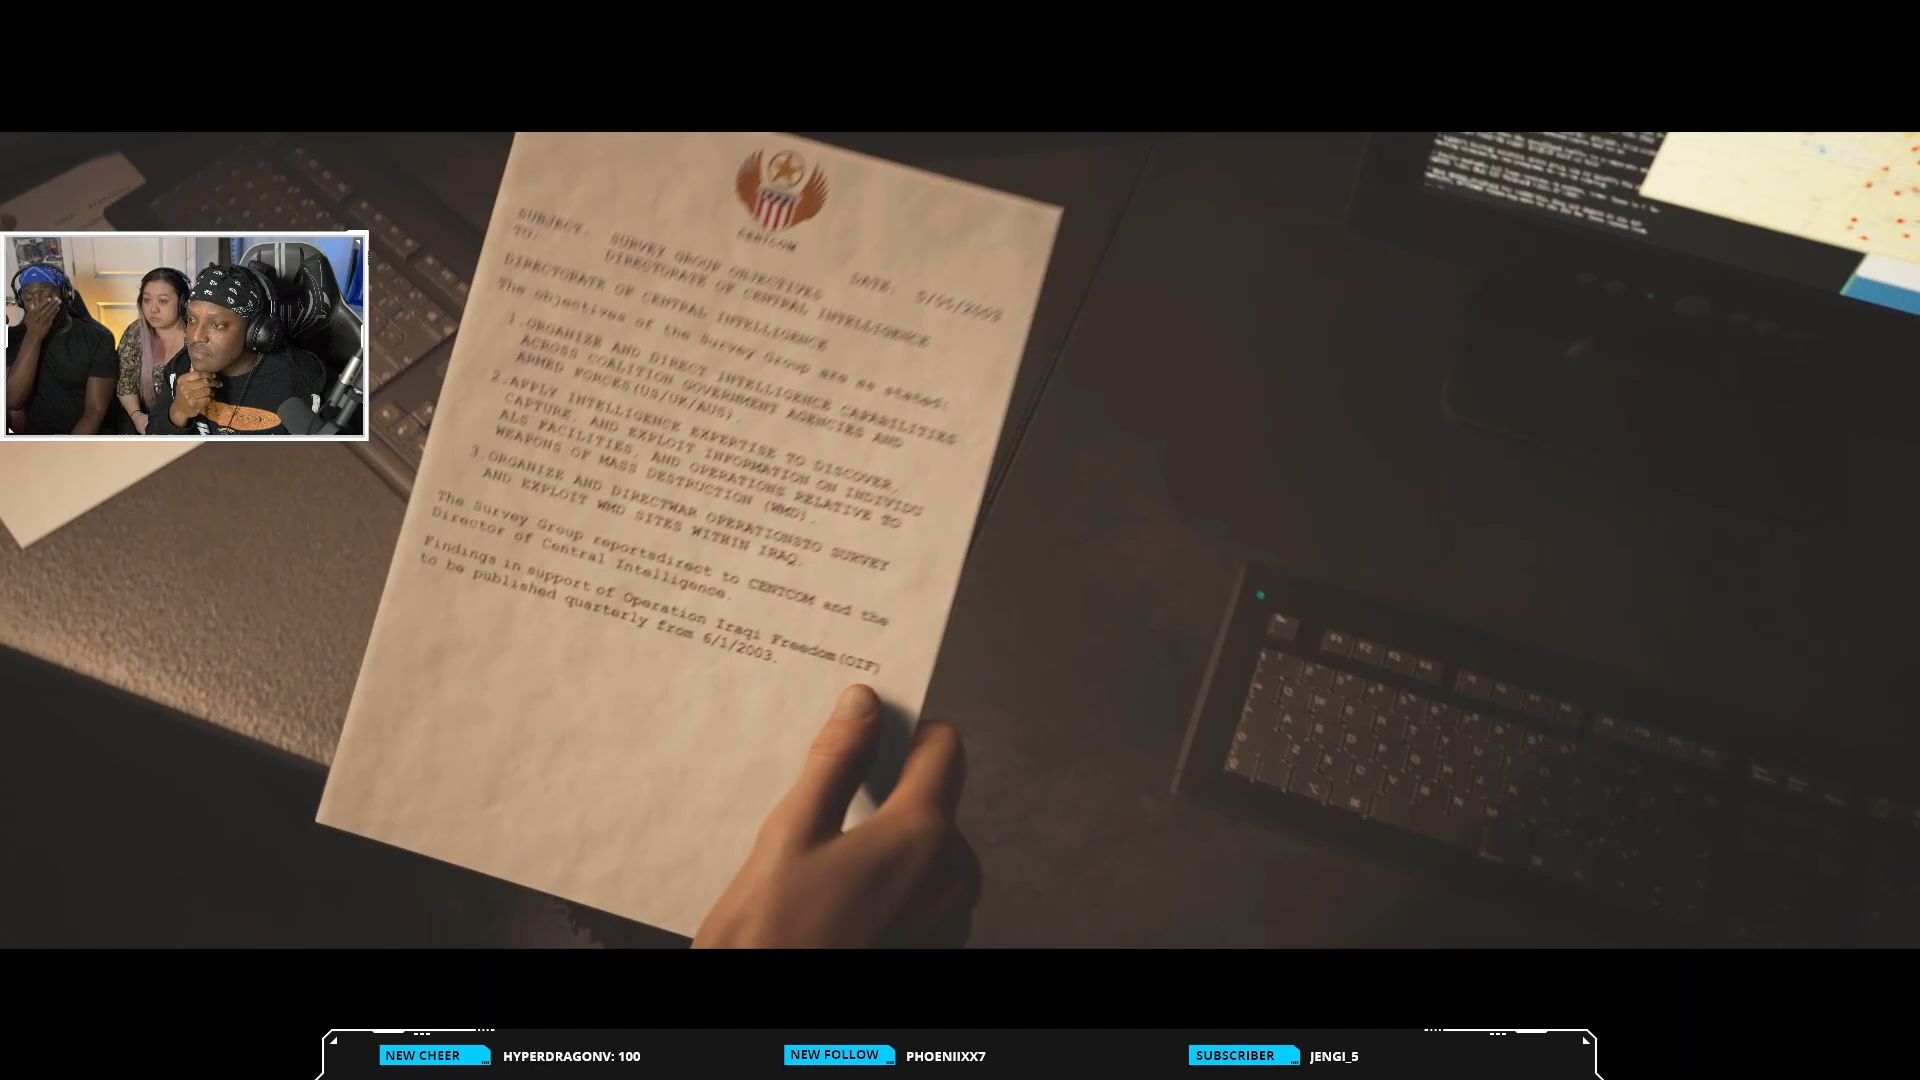 CENTCOM
SUBJECT: SURVEY GROUP OBJECTIVES DATE: 5/
TO: DIRECTORATE OF CENTRAL INTELLIGENCE
DIRECTORATE OF CENTRAL INTELLIGENCE
The objectives of the Survey Group are as stated:
1.ORGANIZE AND DIRECT INTELLIGENCE CAPABILITIES
ACROSS COALITION GOVERNMENT AGENCIES AND
ARMED FORCES(US/UK/AUS).
2.APPLY INTELLIGENCE EXPERTISE TO DISCOVER,
CAPTURE, AND EXPLOIT INFORMATION ON INDIVIDU
ALS FACILITIES, AND OPERATIONS RELATIVE TO
WEAPONS OF MASS DESTRUCTION (WMD).
3.ORGANIZE AND DIRECTWAR OPERATIONSTO SURVEY
AND EXPLOIT WMD SITES WITHIN IRAQ.
The Survey Group reportsdirect to CENTCOM and the
Director of Central Intelligence.
Findings in support of Operation Iraqi Freedom(OIF)
to be published quarterly from 6/1/2003.
NEW CHEER HYPERDRAGONV: 100
NEW FOLLOW PHOENIIXX7
SUBSCRIBER JENGI_5